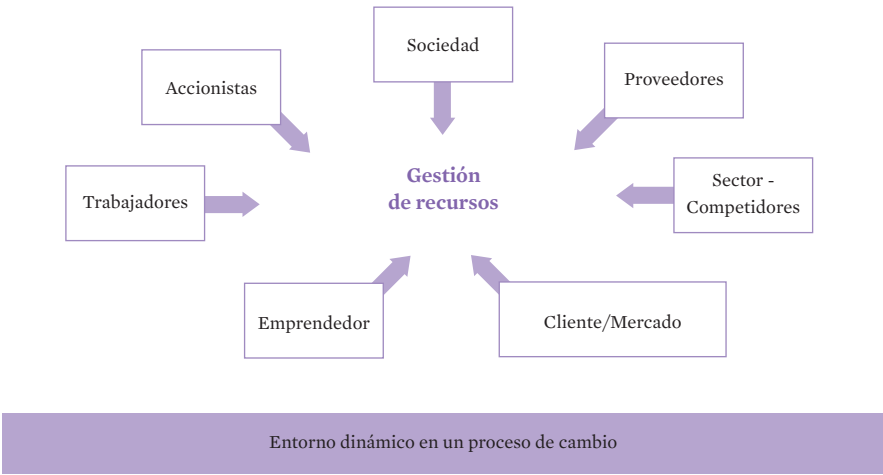 Sociedad
Accionistas
Proveedores
Gestión
de recursos
Trabajadores
Sector -
Competidores
Emprendedor
Cliente/Mercado
Entorno dinámico en un proceso de cambio